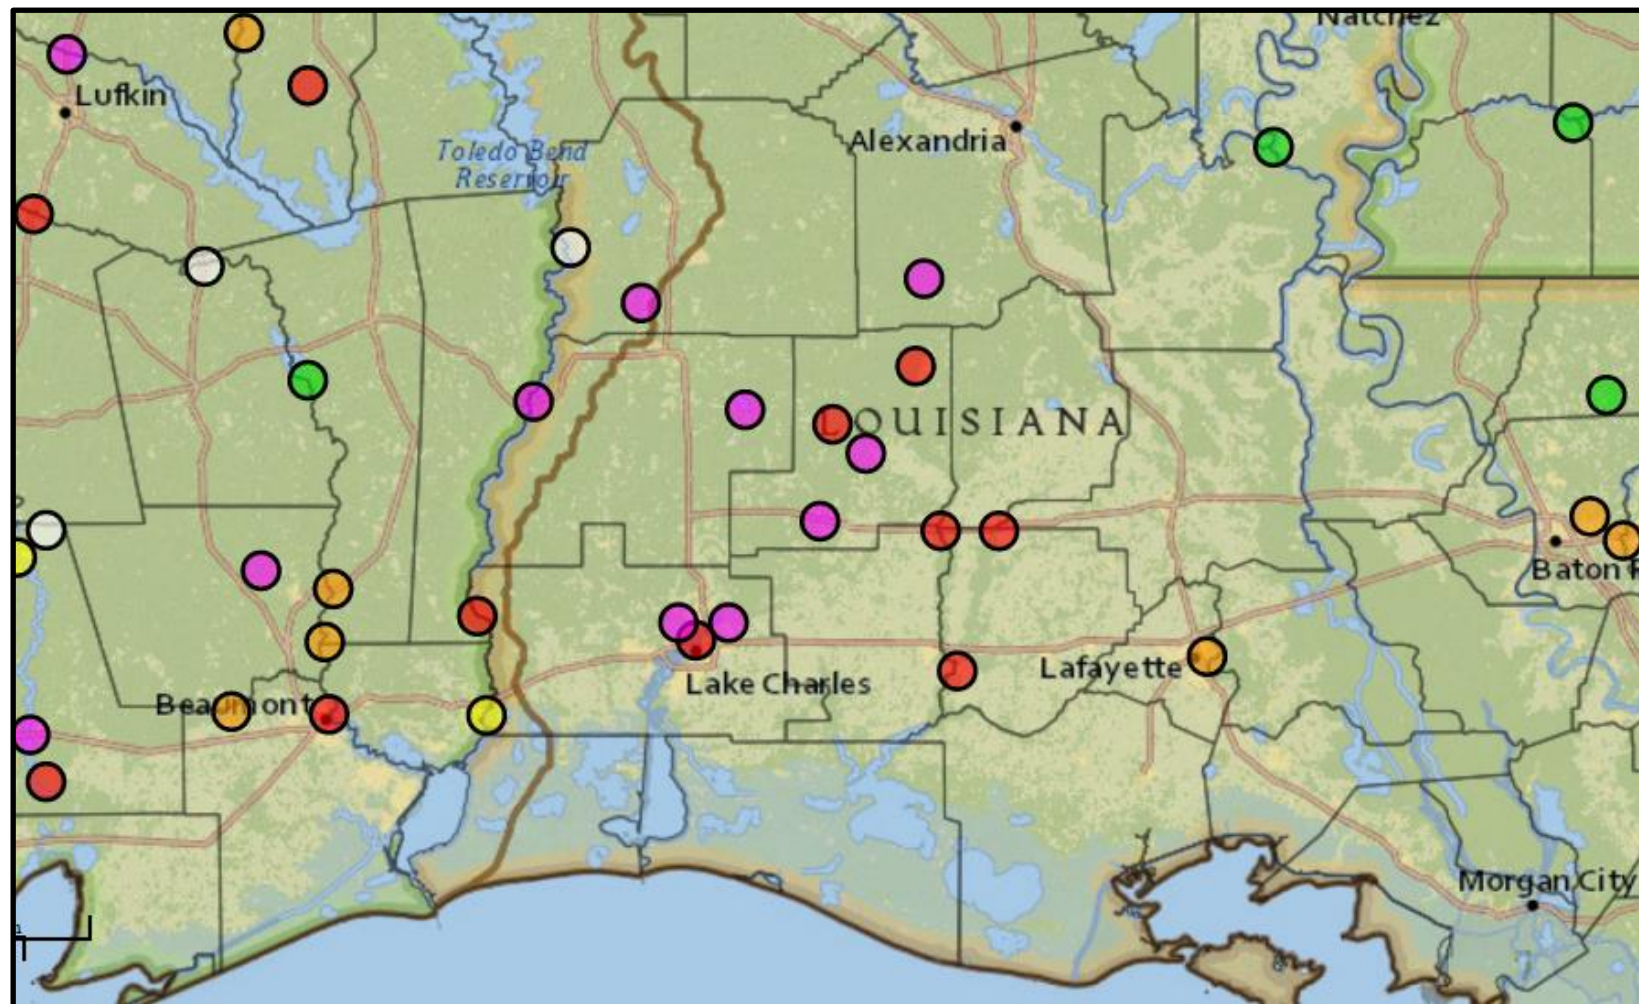 Natchez
Lufkin
Alexandria
Toledo Bend
Reservoir
LOUISIANA
Baton
Beaumont
Lake Charles
Lafayette
Morgan City